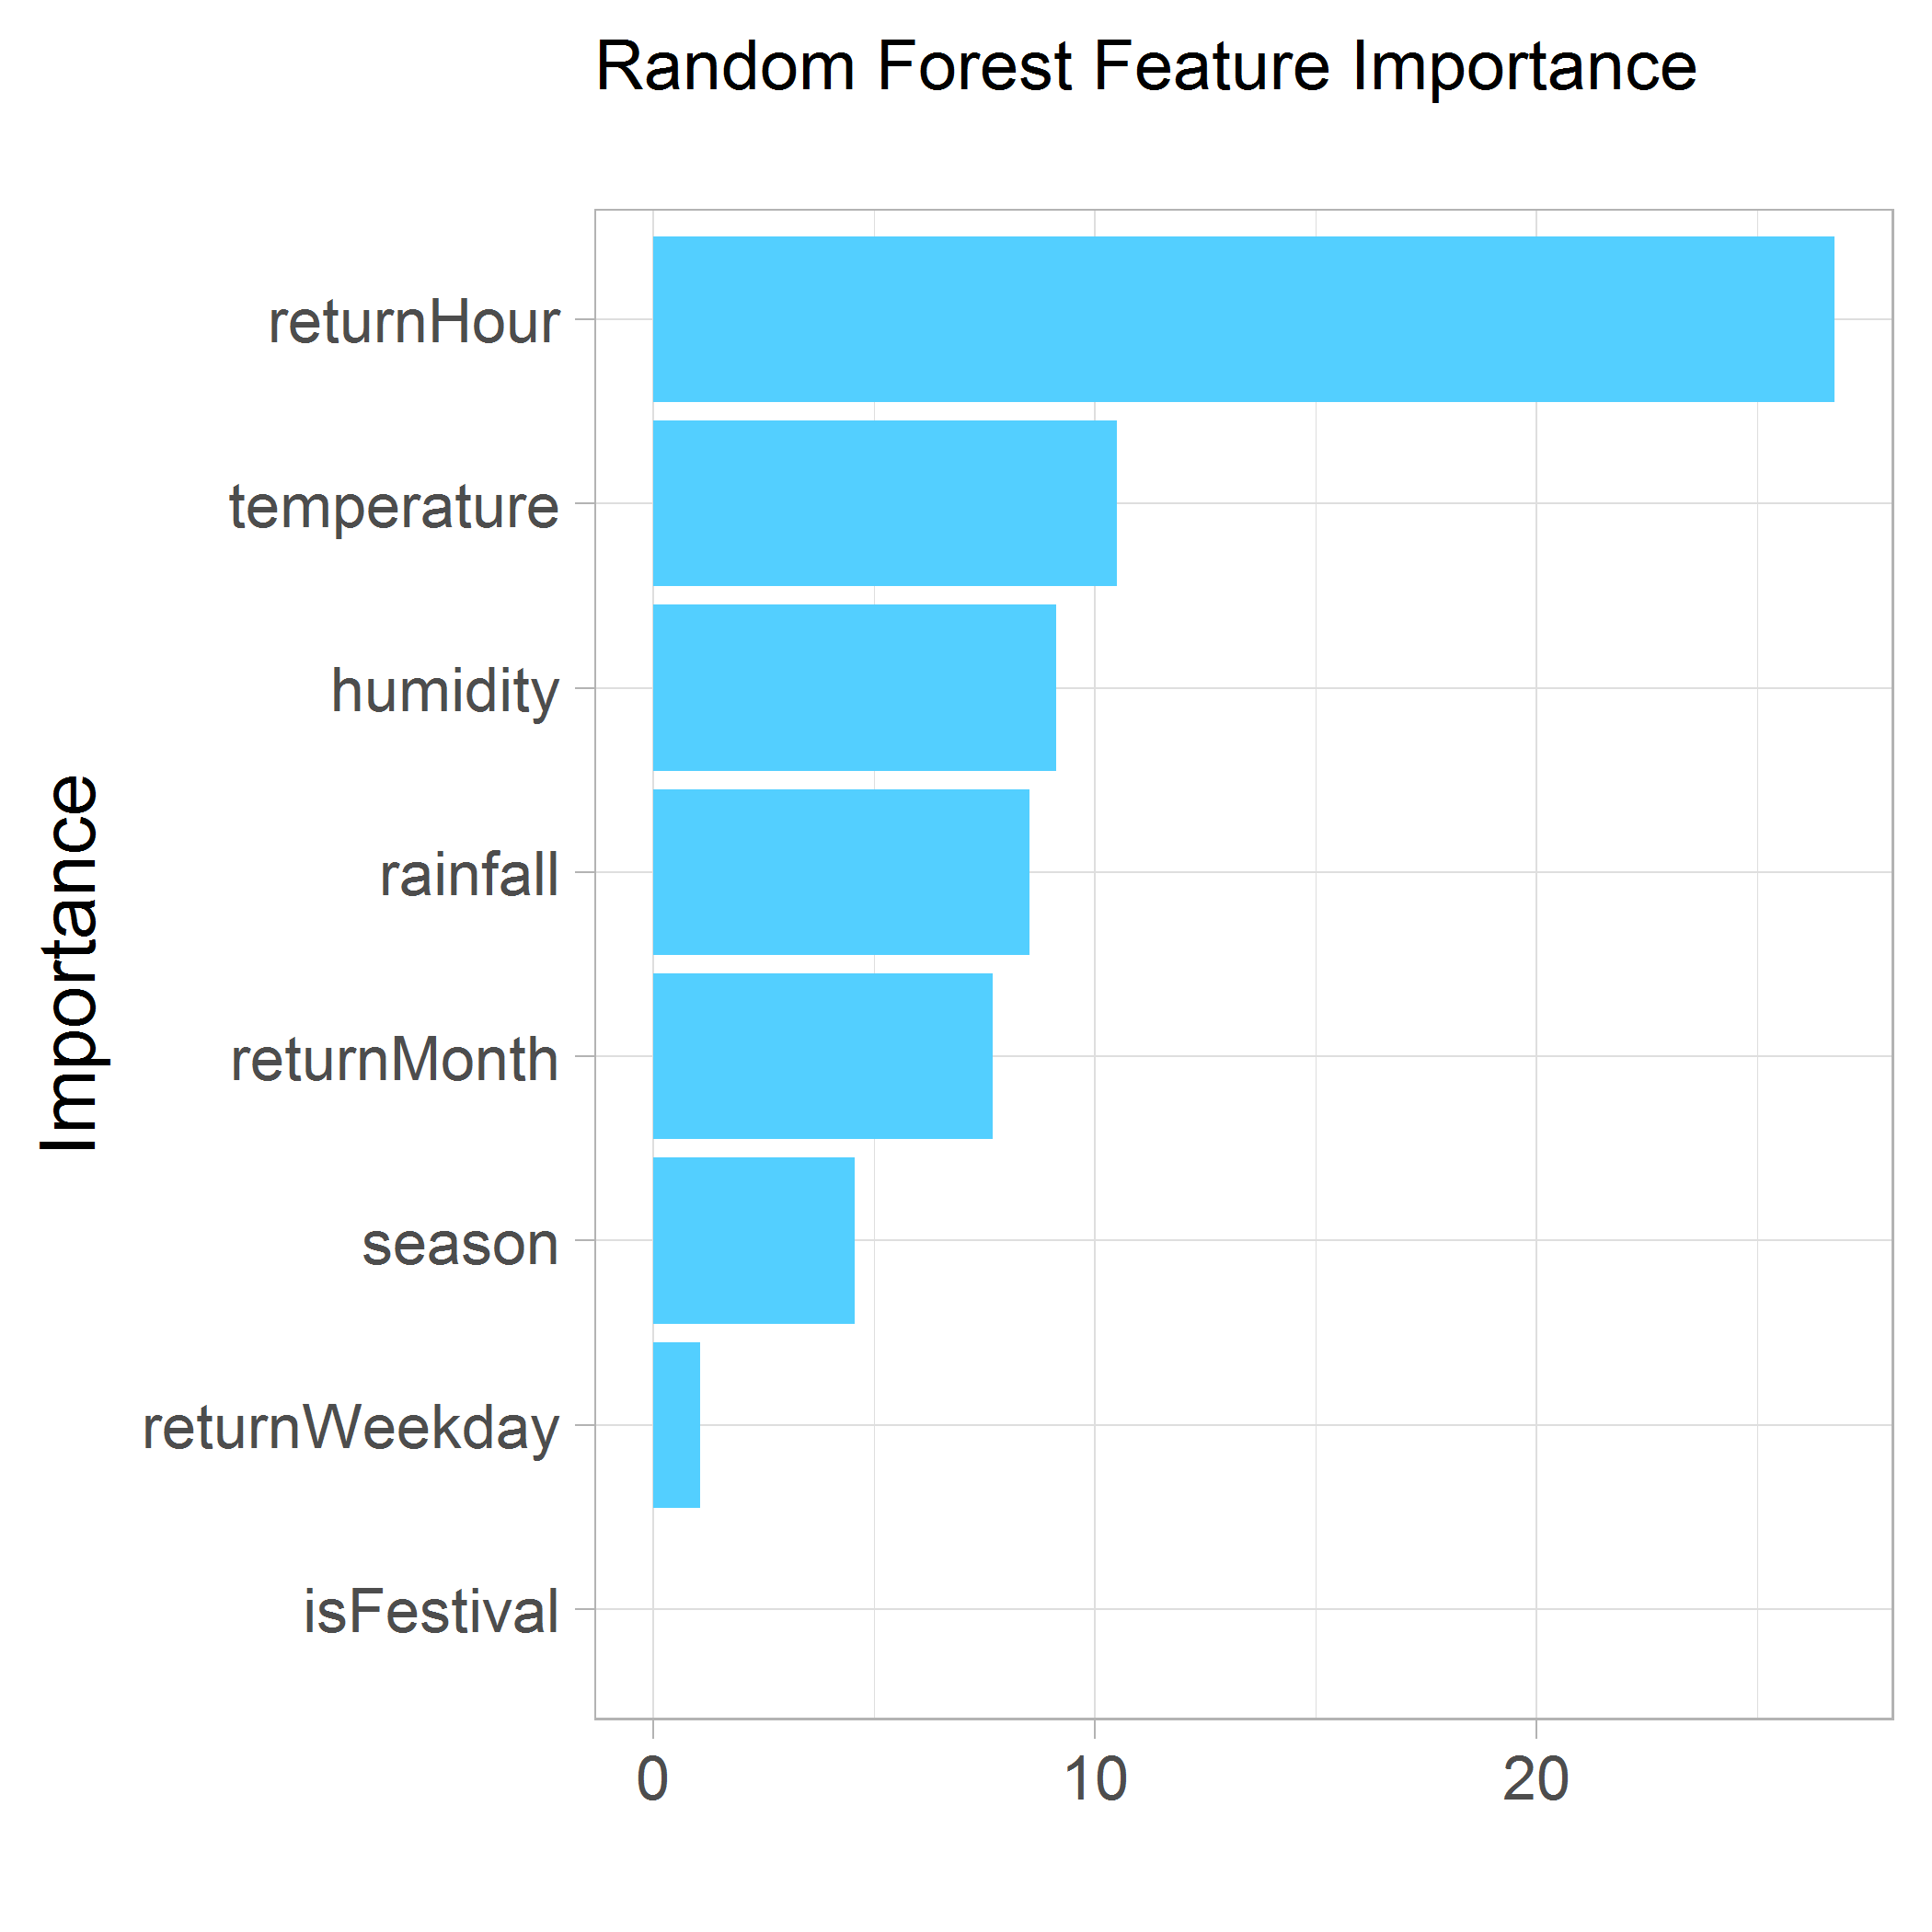 Random Forest Feature Importance
returnHour
temperature
humidity
rainfall
returnMonth
season
returnWeekday
isFestival
Importance
0 10 20